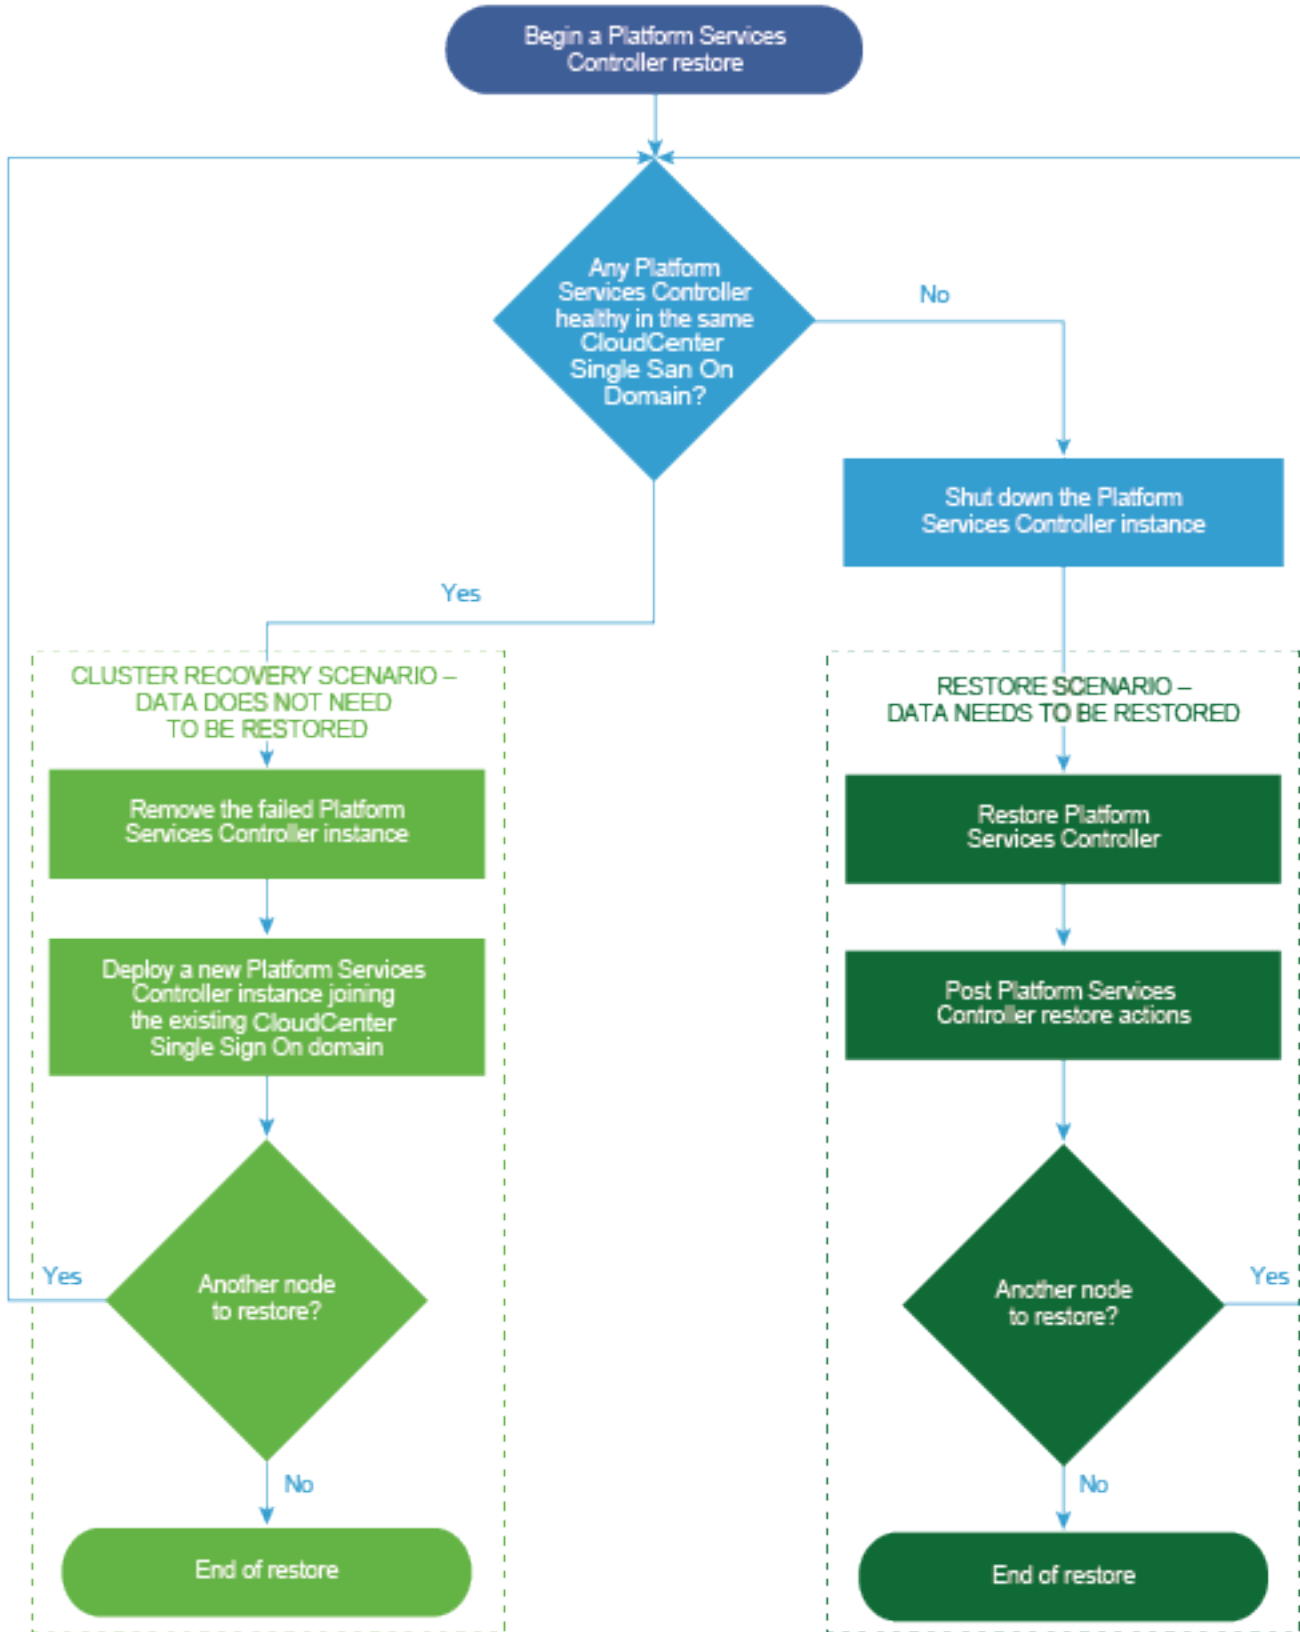 Begin a Platform Services
Controller restore
Any Platform
Services Controller
healthy in the same
CloudCenter
Single San On
Domain?
No
Shut down the Platform
Services Controller instance
Yes
CLUSTER RECOVERY SCENARIO –
DATA DOES NOT NEED
TO BE RESTORED
Remove the failed Platform
Services Controller instance
Deploy a new Platform Services
Controller instance joining
the existing CloudCenter
Single Sign On domain
Another node
to restore?
Yes
No
End of restore
RESTORE SCENARIO –
DATA NEEDS TO BE RESTORED
Restore Platform
Services Controller
Post Platform Services
Controller restore actions
Another node
to restore?
Yes
No
End of restore